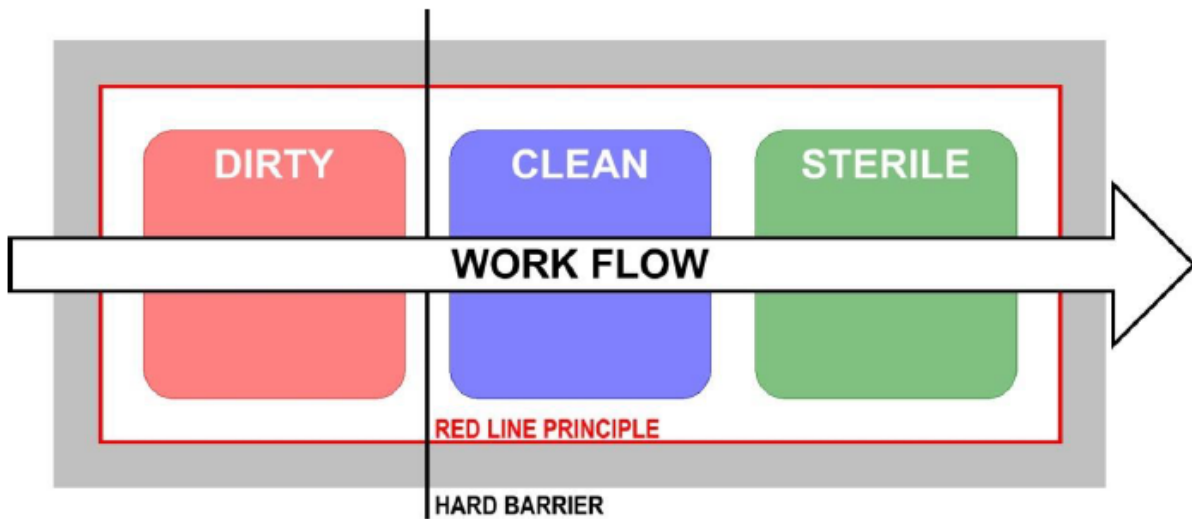 DIRTY
CLEAN
STERILE
WORK FLOW
RED LINE PRINCIPLE
HARD BARRIER